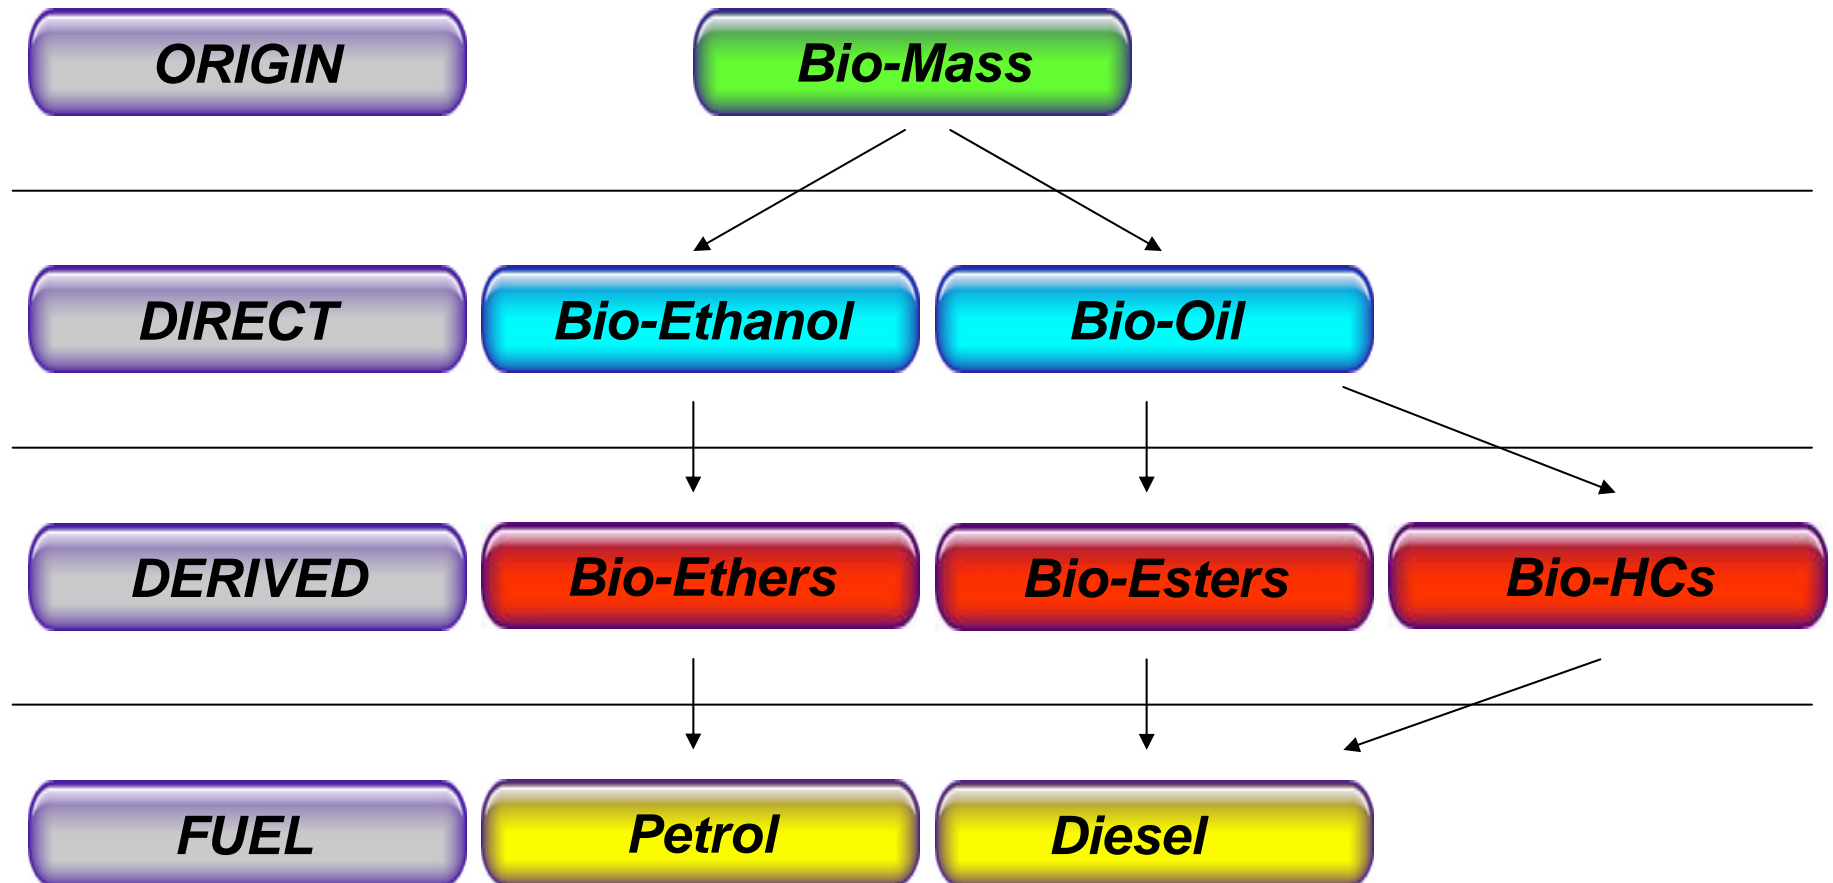 ORIGIN
Bio-Mass
DIRECT
Bio-Ethanol
Bio-Oil
DERIVED
Bio-Ethers
Bio-Esters
Bio-HCs
FUEL
Petrol
Diesel